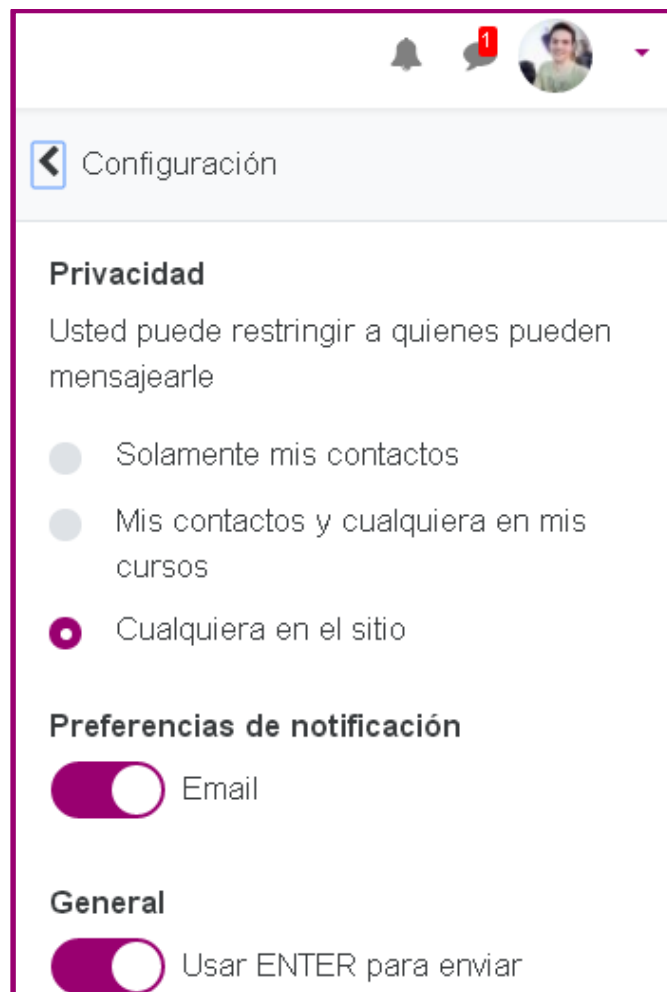 1
Configuración
Privacidad
Usted puede restringir a quienes pueden
mensajearle
Solamente mis contactos
Mis contactos y cualquiera en mis
cursos
Cualquiera en el sitio
Preferencias de notificación
Email
General
Usar ENTER para enviar